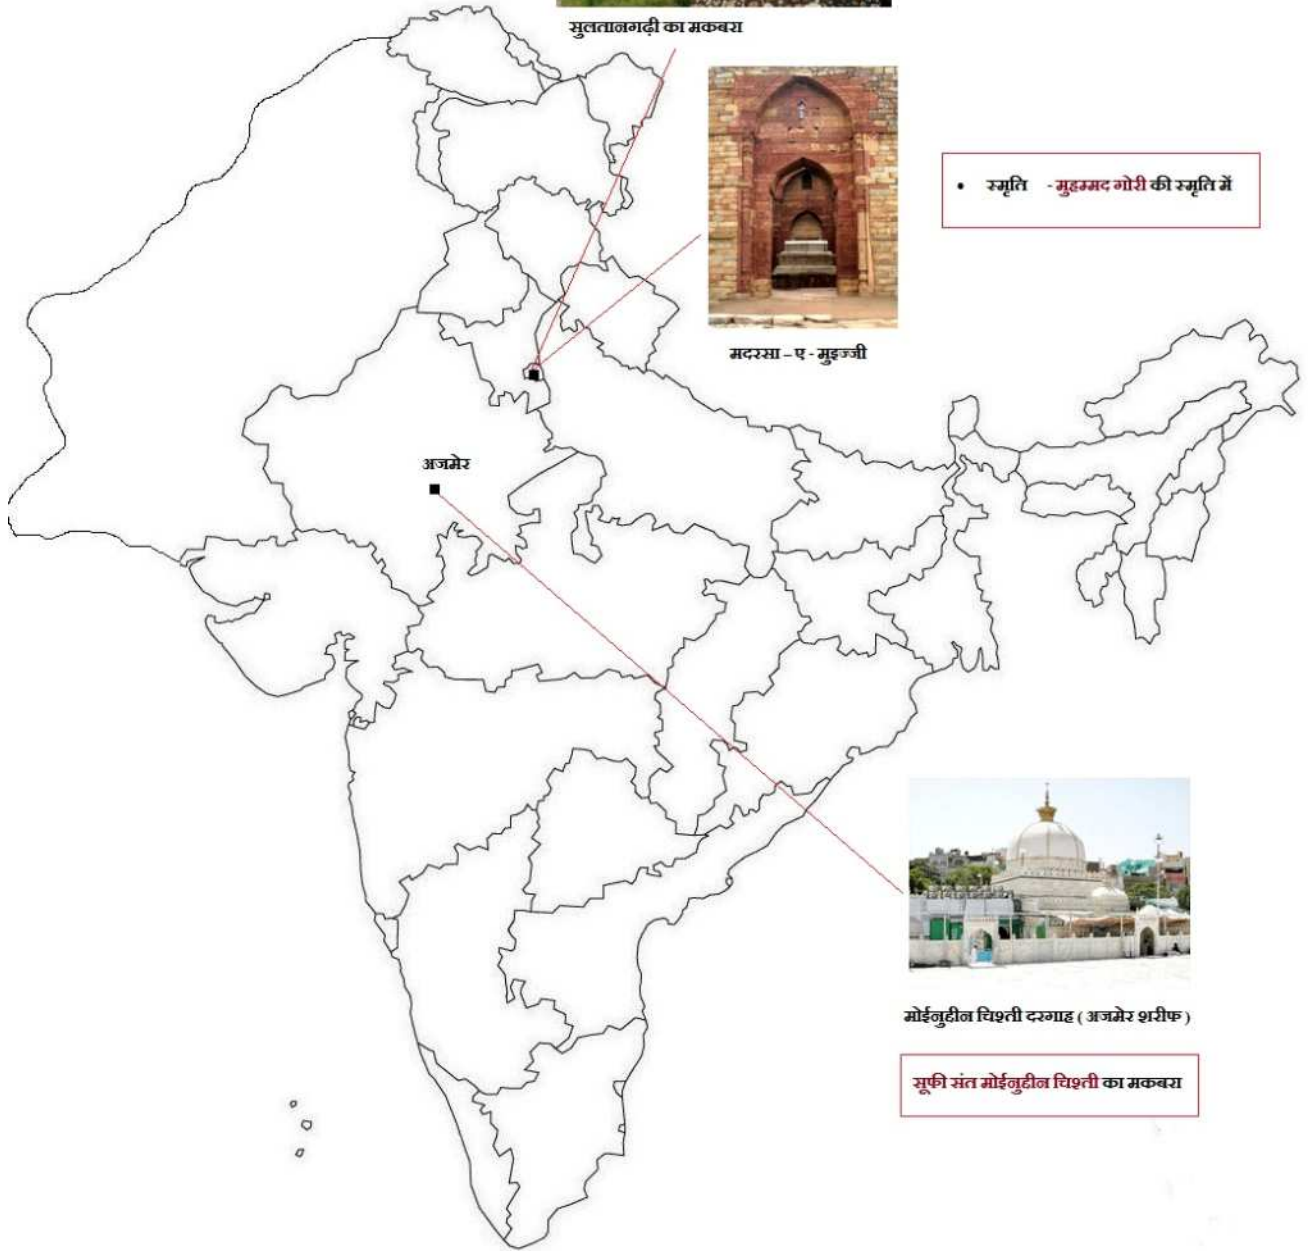 सुलतानगढ़ी का मकबरा
• स्मृति - मुहम्मद गोरी की स्मृति में
मदरसा - ए - मुइज्जी
अजमेर
मोईनुद्दीन चिश्ती दरगाह ( अजमेर शरीफ )
सूफी संत मोईनुद्दीन चिश्ती का मकबरा